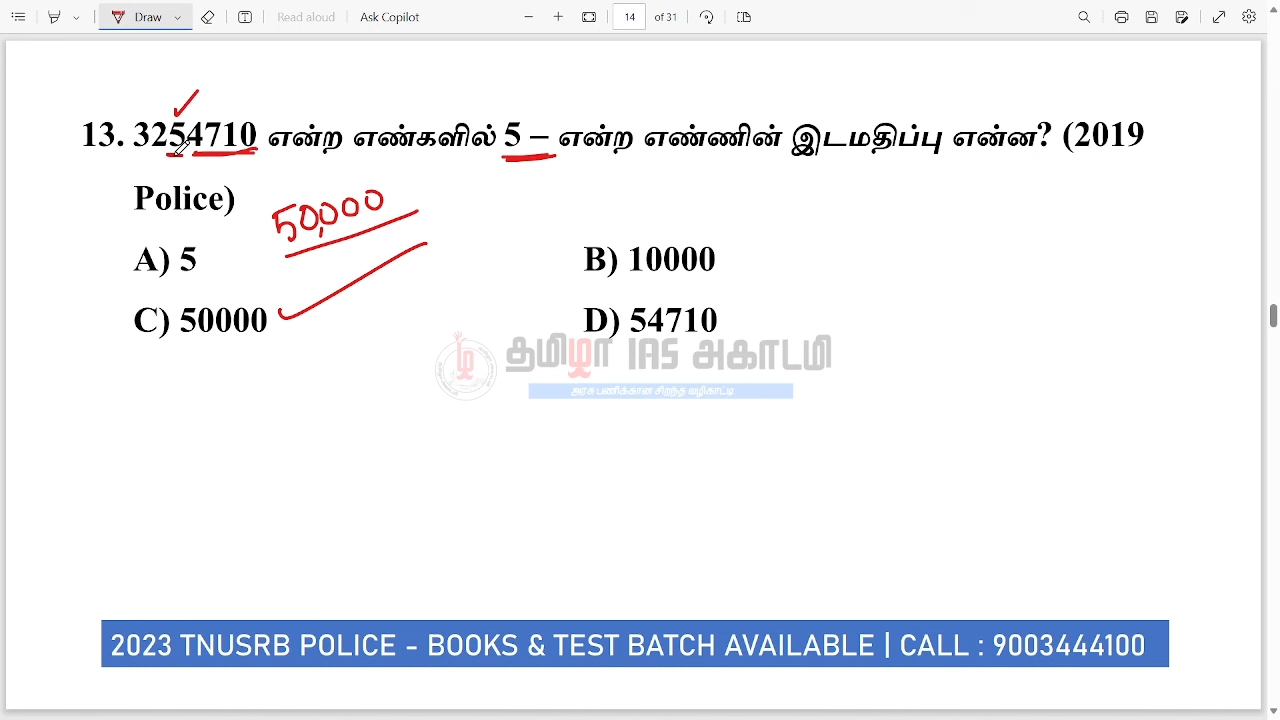 Draw
Read aloud
Ask Copilot
14 of 31
13. 3254710 என்ற எண்களில் 5 – என்ற எண்ணின் இடமதிப்பு என்ன? (2019
Police)
50,000
A) 5
B) 10000
C) 50000
D) 54710
தமிழா IAS அகாடமி
அரசு பணிக்கான சிறந்த வழிகாட்டி
2023 TNUSRB POLICE - BOOKS & TEST BATCH AVAILABLE | CALL : 9003444100